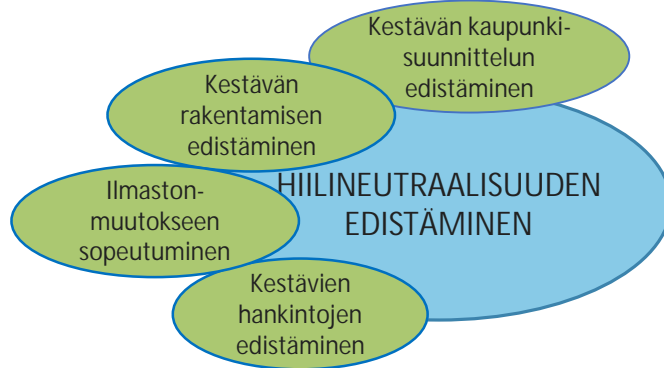 Kestävän kaupunki-
suunnittelun
edistäminen
Kestävän
rakentamisen
edistäminen
HIILINEUTRAALISUUDEN
EDISTÄMINEN
Ilmaston-
muutokseen
sopeutuminen
Kestävien
hankintojen
edistäminen